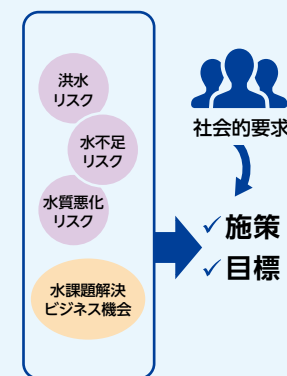 洪水
リスク
水不足
リスク
水質悪化
リスク
水課題解決
ビジネス機会
社会的要求
施策
目標